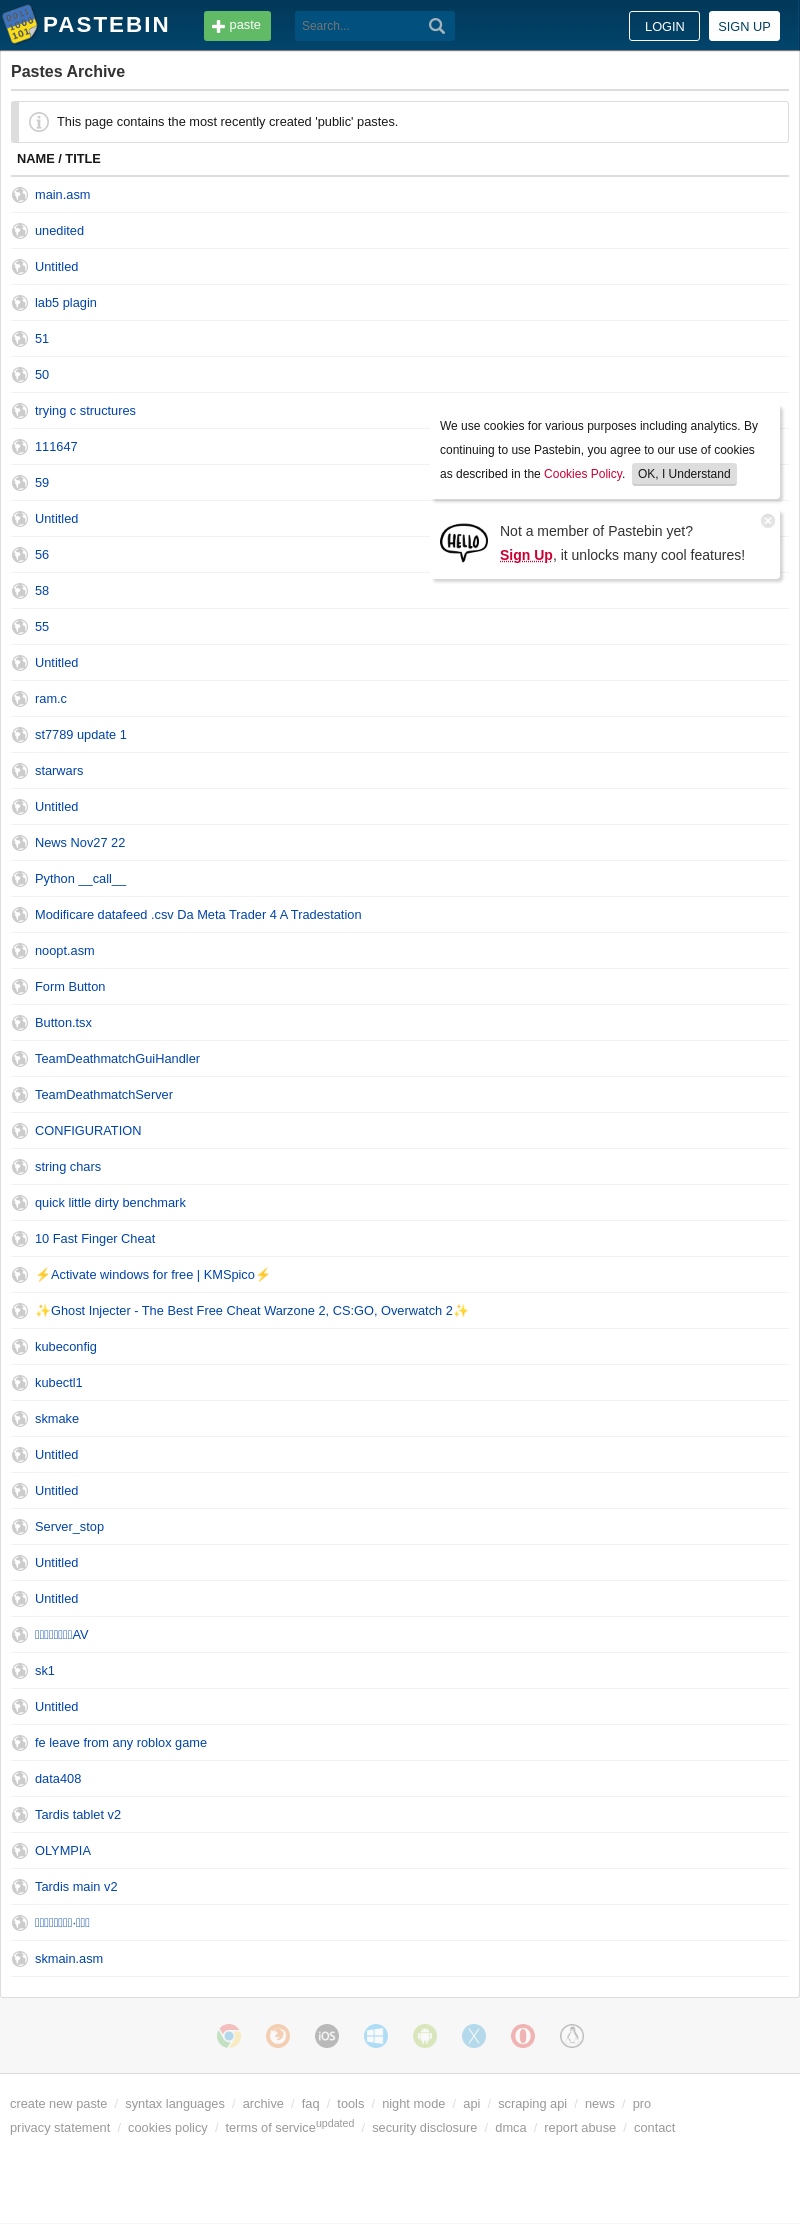 PASTEBIN
paste
Search...
LOGIN
SIGN UP
Pastes Archive
This page contains the most recently created 'public' pastes.
NAME / TITLE
main.asm
unedited
Untitled
lab5 plagin
51
50
trying c structures
111647
59
Untitled
56
58
55
We use cookies for various purposes including analytics. By
continuing to use Pastebin, you agree to our use of cookies
as described in the Cookies Policy. OK, I Understand
HELLO
Not a member of Pastebin yet?
Sign Up, it unlocks many cool features!
Untitled
ram.c
st7789 update 1
starwars
Untitled
News Nov27 22
Python __call__
Modificare datafeed .csv Da Meta Trader 4 A Tradestation
noopt.asm
Form Button
Button.tsx
TeamDeathmatchGuiHandler
TeamDeathmatchServer
CONFIGURATION
string chars
quick little dirty benchmark
10 Fast Finger Cheat
⚡Activate windows for free | KMSpico⚡
✨Ghost Injecter - The Best Free Cheat Warzone 2, CS:GO, Overwatch 2✨
kubeconfig
kubectl1
skmake
Untitled
Untitled
Server_stop
Untitled
Untitled
AV
sk1
Untitled
fe leave from any roblox game
data408
Tardis tablet v2
OLYMPIA
Tardis main v2
skmain.asm
iOS
create new paste / syntax languages / archive / faq / tools / night mode / api / scraping api / news / pro
privacy statement / cookies policy / terms of service updated / security disclosure / dmca / report abuse / contact